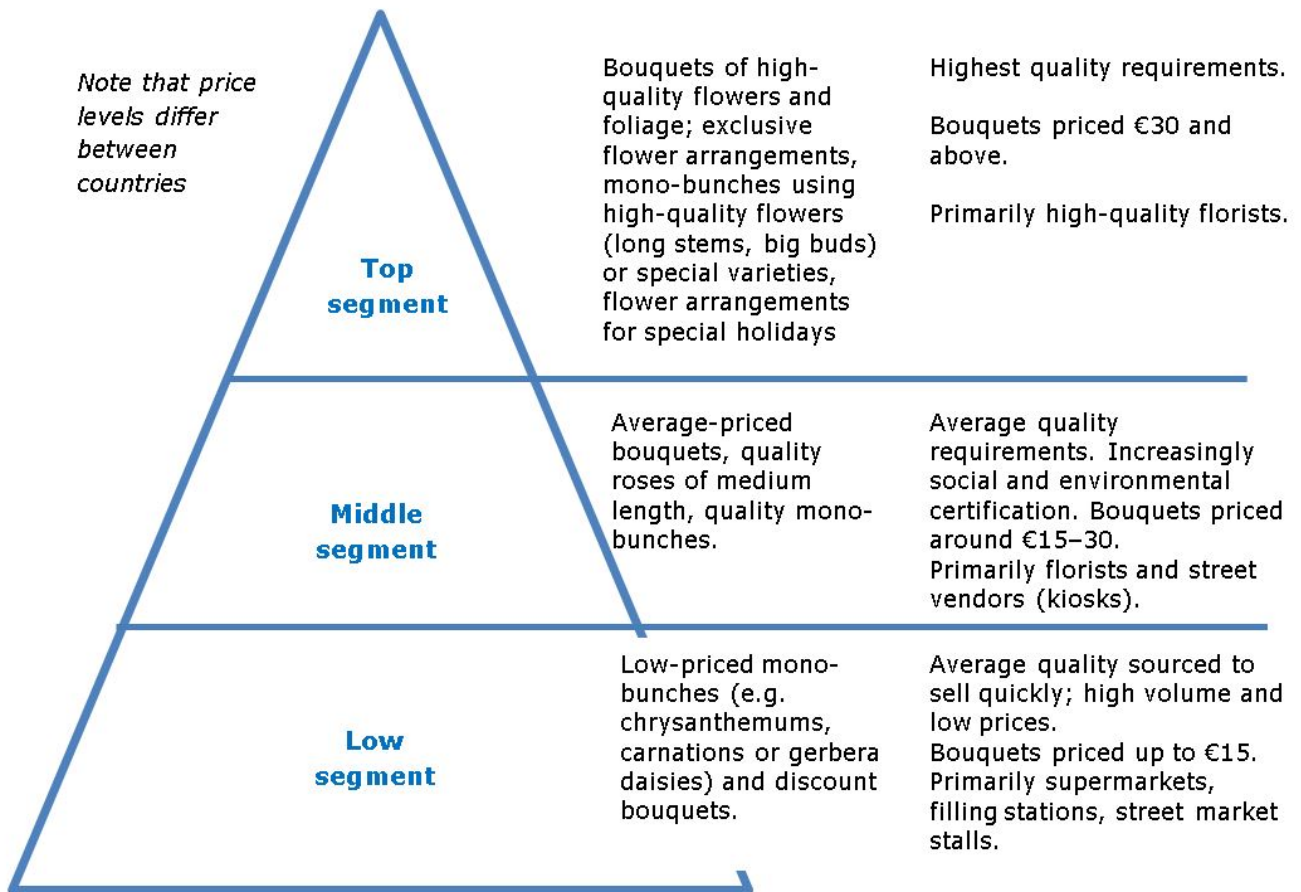 Note that price
levels differ
between
countries
Top
segment
Bouquets of high-
quality flowers and
foliage; exclusive
flower arrangements,
mono-bunches using
high-quality flowers
(long stems, big buds)
or special varieties,
flower arrangements
for special holidays
Highest quality requirements.
Bouquets priced €30 and
above.
Primarily high-quality florists.
Middle
segment
Average-priced
bouquets, quality
roses of medium
length, quality mono-
bunches.
Average quality
requirements. Increasingly
social and environmental
certification. Bouquets priced
around €15–30.
Primarily florists and street
vendors (kiosks).
Low
segment
Low-priced mono-
bunches (e.g.
chrysanthemums,
carnations or gerbera
daisies) and discount
bouquets.
Average quality sourced to
sell quickly; high volume and
low prices.
Bouquets priced up to €15.
Primarily supermarkets,
filling stations, street market
stalls.